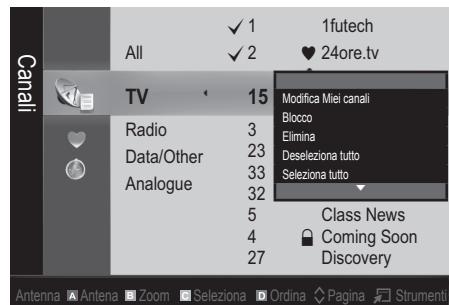 Canali
✓ 1 1futech
All ✓ 2 ♥ 24ore.tv
TV 15
Modifica Miei canali
Blocco
Elimina
Deseleziona tutto
Seleziona tutto
Radio 3
Data/Other 23
Analogue 33
32
5 Class News
4 Coming Soon
27 Discovery
Antenna A Antena B Zoom C Seleziona D Ordina Pagina Strumenti